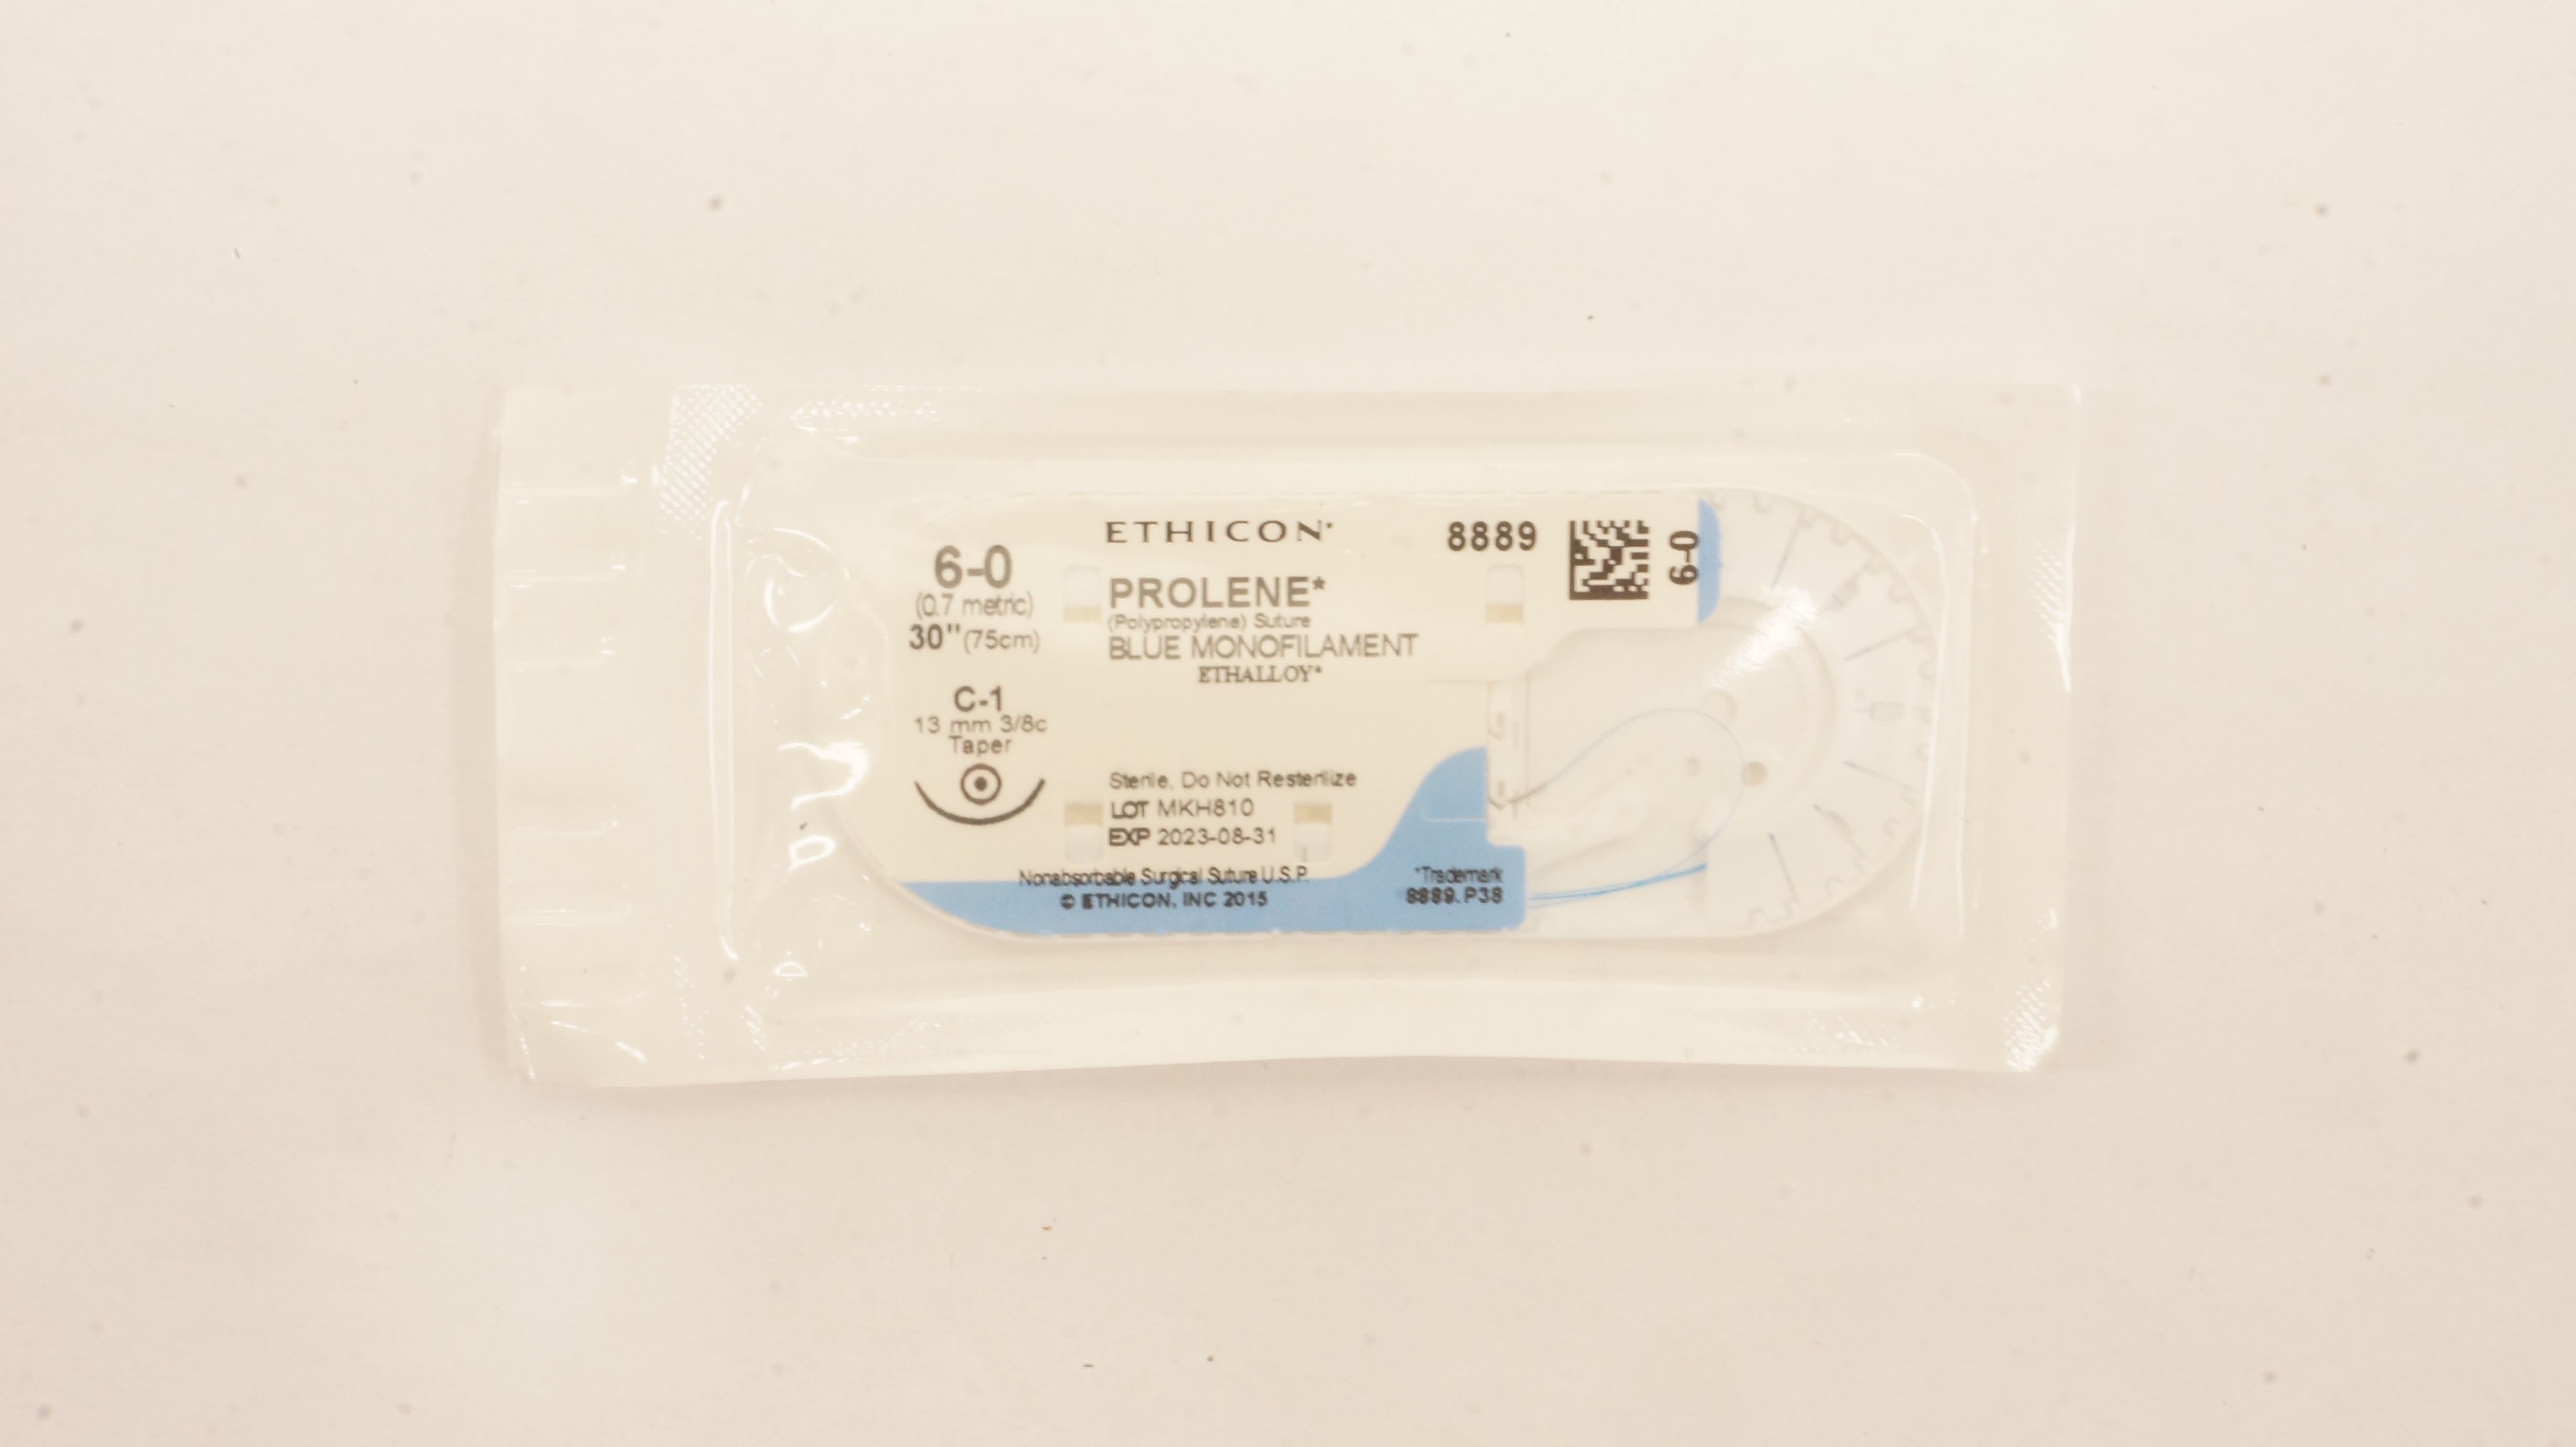 6-0
(0.7 metric)
30" (75cm)
C-1
13 mm 3/8c
Taper
ETHICON*
PROLENE*
(Polypropylene) Suture
BLUE MONOFILAMENT
ETHALLOY*
Sterile, Do Not Resterilize
LOT MKH810
EXP 2023-08-31
Nonabsorbable Surgical Suture U.S.P.
© ETHICON, INC 2015
8889
6-0
*Trademark
8889.P38